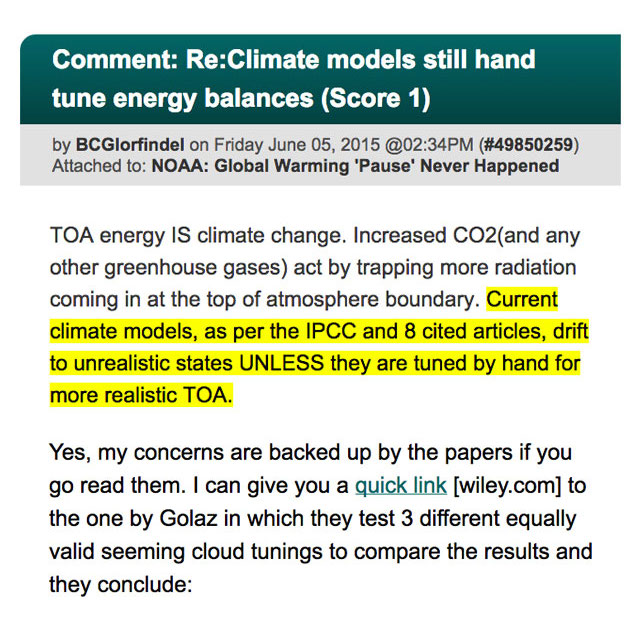 Comment: Re:Climate models still hand
tune energy balances (Score 1)
by BCGlorfindel on Friday June 05, 2015 @02:34PM (#49850259)
Attached to: NOAA: Global Warming 'Pause' Never Happened
TOA energy IS climate change. Increased CO2(and any
other greenhouse gases) act by trapping more radiation
coming in at the top of atmosphere boundary. Current
climate models, as per the IPCC and 8 cited articles, drift
to unrealistic states UNLESS they are tuned by hand for
more realistic TOA.
Yes, my concerns are backed up by the papers if you
go read them. I can give you a quick link [wiley.com] to
the one by Golaz in which they test 3 different equally
valid seeming cloud tunings to compare the results and
they conclude: